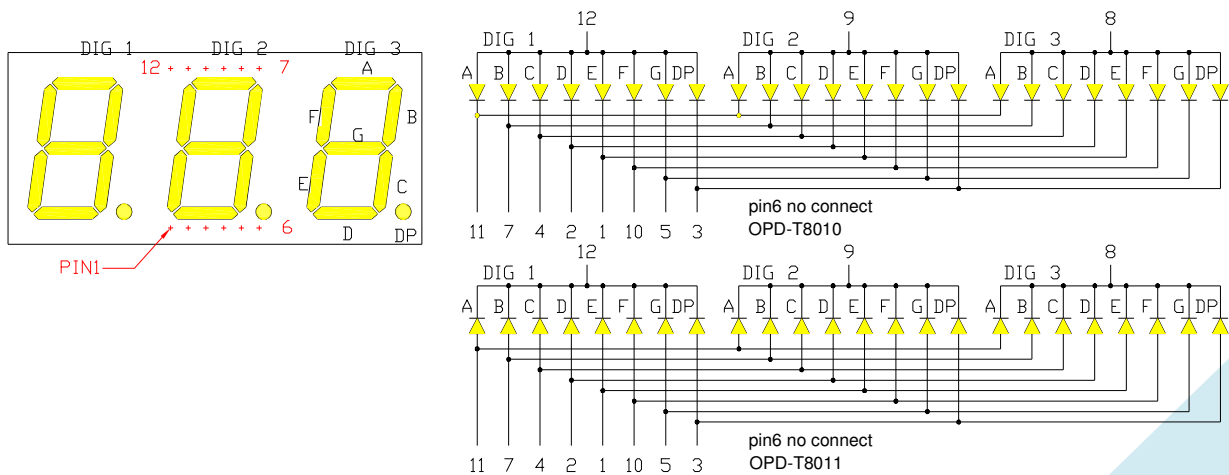 DIG 1 DIG 2 DIG 3
12 7
A
F B
G
E C
D DP
6
PIN1
12 9 8
DIG 1 DIG 2 DIG 3
A B C D E F G DP A B C D E F G DP A B C D E F G DP
11 7 4 2 1 10 5 3
pin6 no connect
OPD-T8010
12 9 8
DIG 1 DIG 2 DIG 3
A B C D E F G DP A B C D E F G DP A B C D E F G DP
11 7 4 2 1 10 5 3
pin6 no connect
OPD-T8011